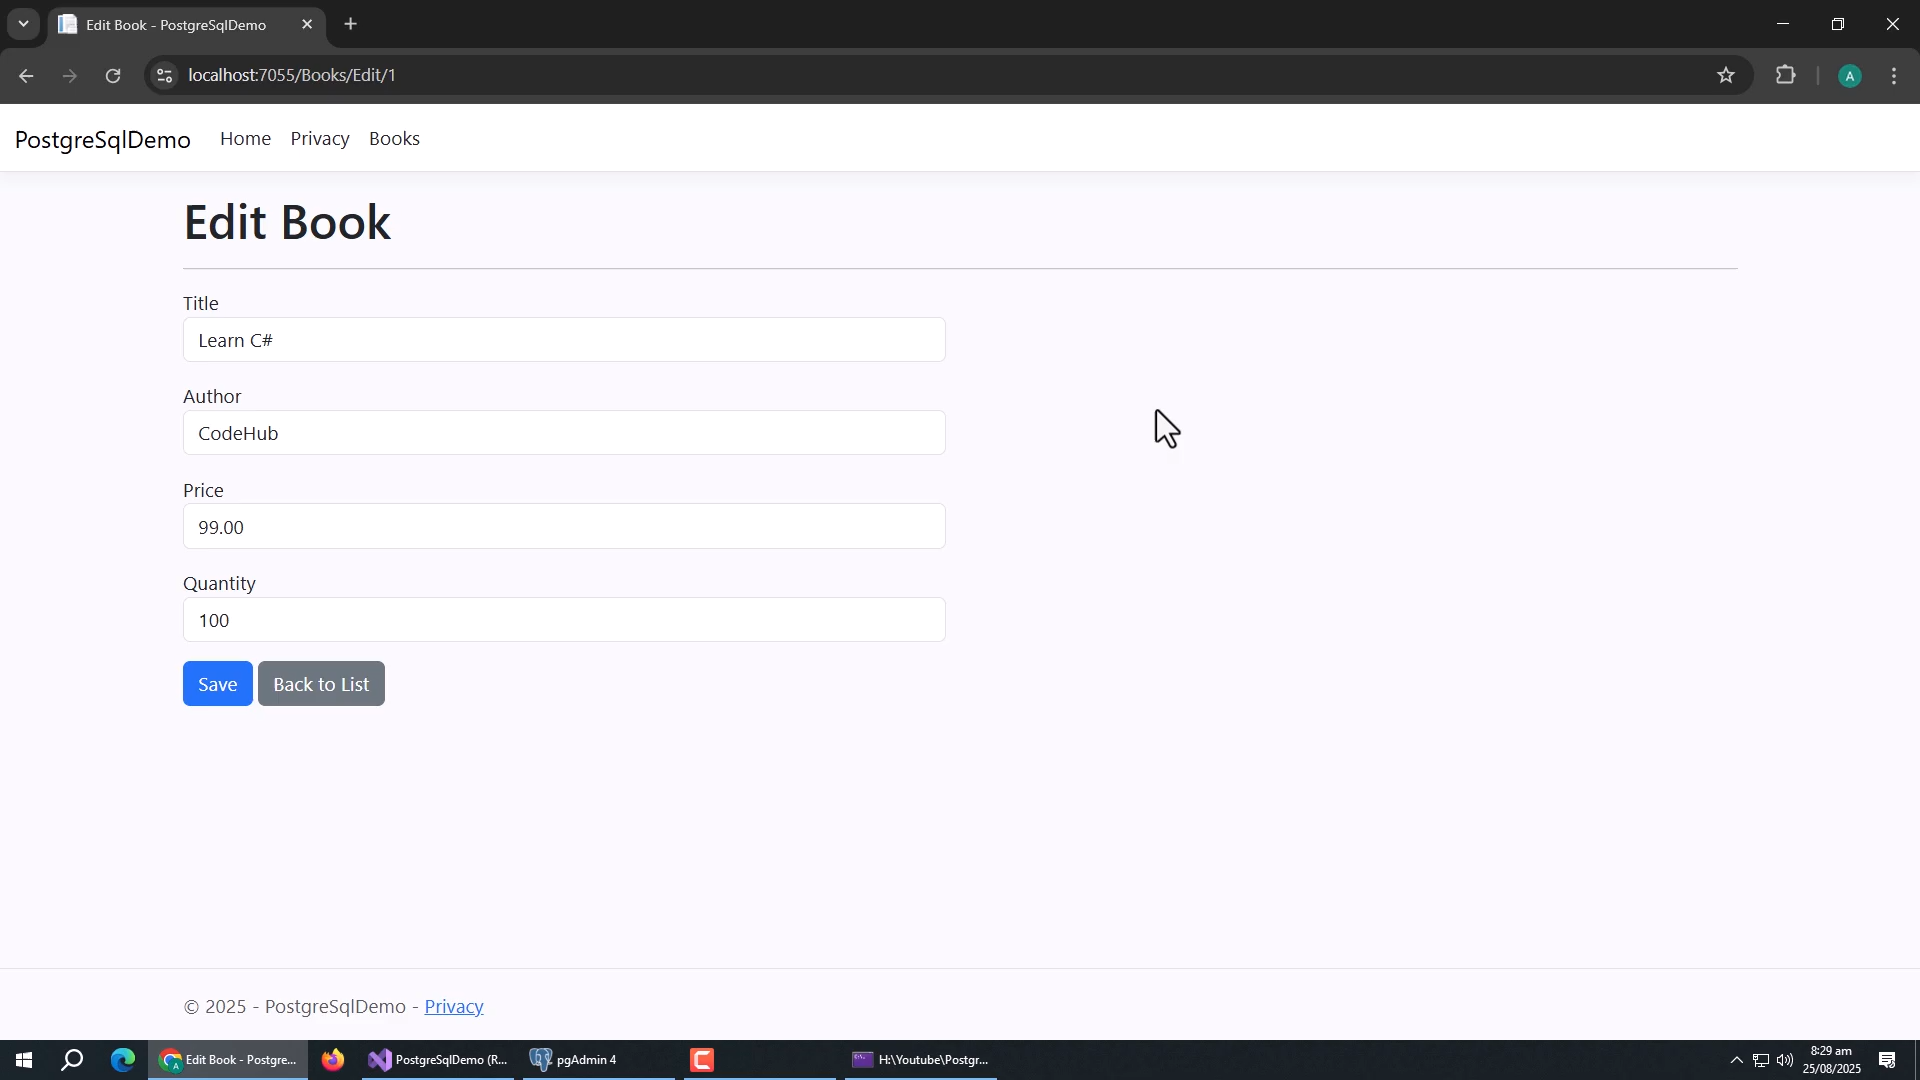 Edit Book - PostgreSqlDemo
localhost:7055/Books/Edit/1
A
PostgreSqlDemo Home Privacy Books
Edit Book
Title
Learn C#
Author
CodeHub
Price
99.00
Quantity
100
Save Back to List
© 2025 - PostgreSqlDemo - Privacy
A Edit Book - Postgre... PostgreSqlDemo (R... pgAdmin 4 C H:\Youtube\Postgr... 8:29 am
25/08/2025